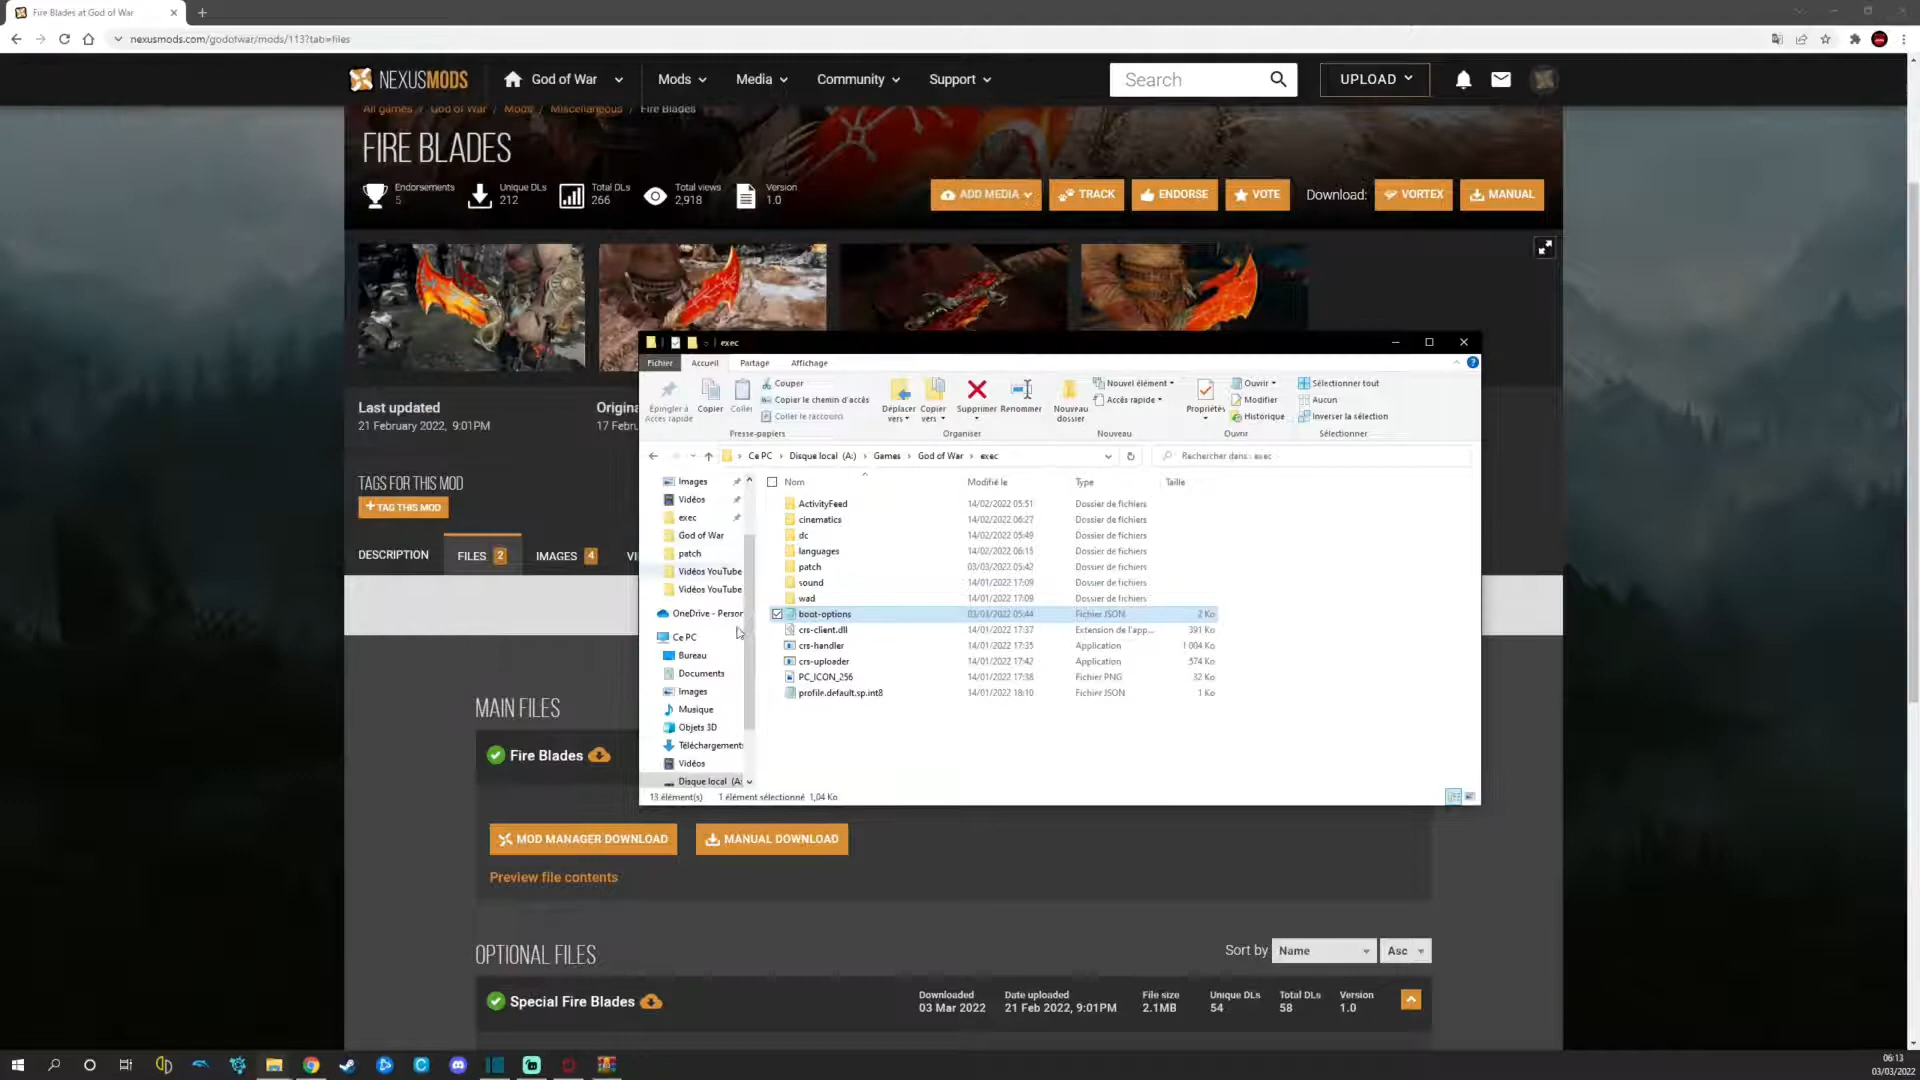 Fire Blades at God of War
nexusmods.com/godofwar/mods/113?tab=files
NEXUSMODS
God of War
Mods
Media
Community
Support
Search
UPLOAD
All games / God of War / Mods / Miscellaneous / Fire Blades
FIRE BLADES
Endorsements
5
Unique DLs
212
Total DLs
266
Total views
2,918
Version
1.0
ADD MEDIA
TRACK
ENDORSE
VOTE
Download:
VORTEX
MANUAL
Last updated
21 February 2022, 9:01PM
Origina
17 Febru
TAGS FOR THIS MOD
+ TAG THIS MOD
DESCRIPTION
FILES 2
IMAGES 4
VI
exec
Fichier
Accueil
Partage
Affichage
Épingler à Accès rapide
Copier
Coller
Couper
Copier le chemin d'accès
Coller le raccourci
Presse-papiers
Déplacer vers
Copier vers
Supprimer
Renommer
Organiser
Nouveau dossier
Nouvel élément
Accès rapide
Nouveau
Propriétés
Ouvrir
Modifier
Historique
Ouvrir
Sélectionner tout
Aucun
Inverser la sélection
Sélectionner
Ce PC > Disque local (A:) > Games > God of War > exec
Rechercher dans : exec
Images
Vidéos
exec
God of War
patch
Vidéos YouTube
Vidéos YouTube
OneDrive - Person
Ce PC
Bureau
Documents
Images
Musique
Objets 3D
Téléchargements
Vidéos
Disque local (A:
Nom Modifié le Type Taille
ActivityFeed 14/02/2022 05:51 Dossier de fichiers
cinematics 14/02/2022 06:27 Dossier de fichiers
dc 14/02/2022 05:49 Dossier de fichiers
languages 14/02/2022 06:15 Dossier de fichiers
patch 03/03/2022 05:42 Dossier de fichiers
sound 14/01/2022 17:09 Dossier de fichiers
wad 14/01/2022 17:09 Dossier de fichiers
boot-options 03/03/2022 05:44 Fichier JSON 2 Ko
crs-client.dll 14/01/2022 17:37 Extension de l'app... 391 Ko
crs-handler 14/01/2022 17:35 Application 1 004 Ko
crs-uploader 14/01/2022 17:42 Application 574 Ko
PC_ICON_256 14/01/2022 17:38 Fichier PNG 32 Ko
profile.default.sp.int8 14/01/2022 18:10 Fichier JSON 1 Ko
13 élément(s) 1 élément sélectionné 1,04 Ko
MAIN FILES
Fire Blades
MOD MANAGER DOWNLOAD
MANUAL DOWNLOAD
Preview file contents
OPTIONAL FILES
Sort by Name Asc
Special Fire Blades
Downloaded
03 Mar 2022
Date uploaded
21 Feb 2022, 9:01PM
File size
2.1MB
Unique DLs
54
Total DLs
58
Version
1.0
06:13
03/03/2022